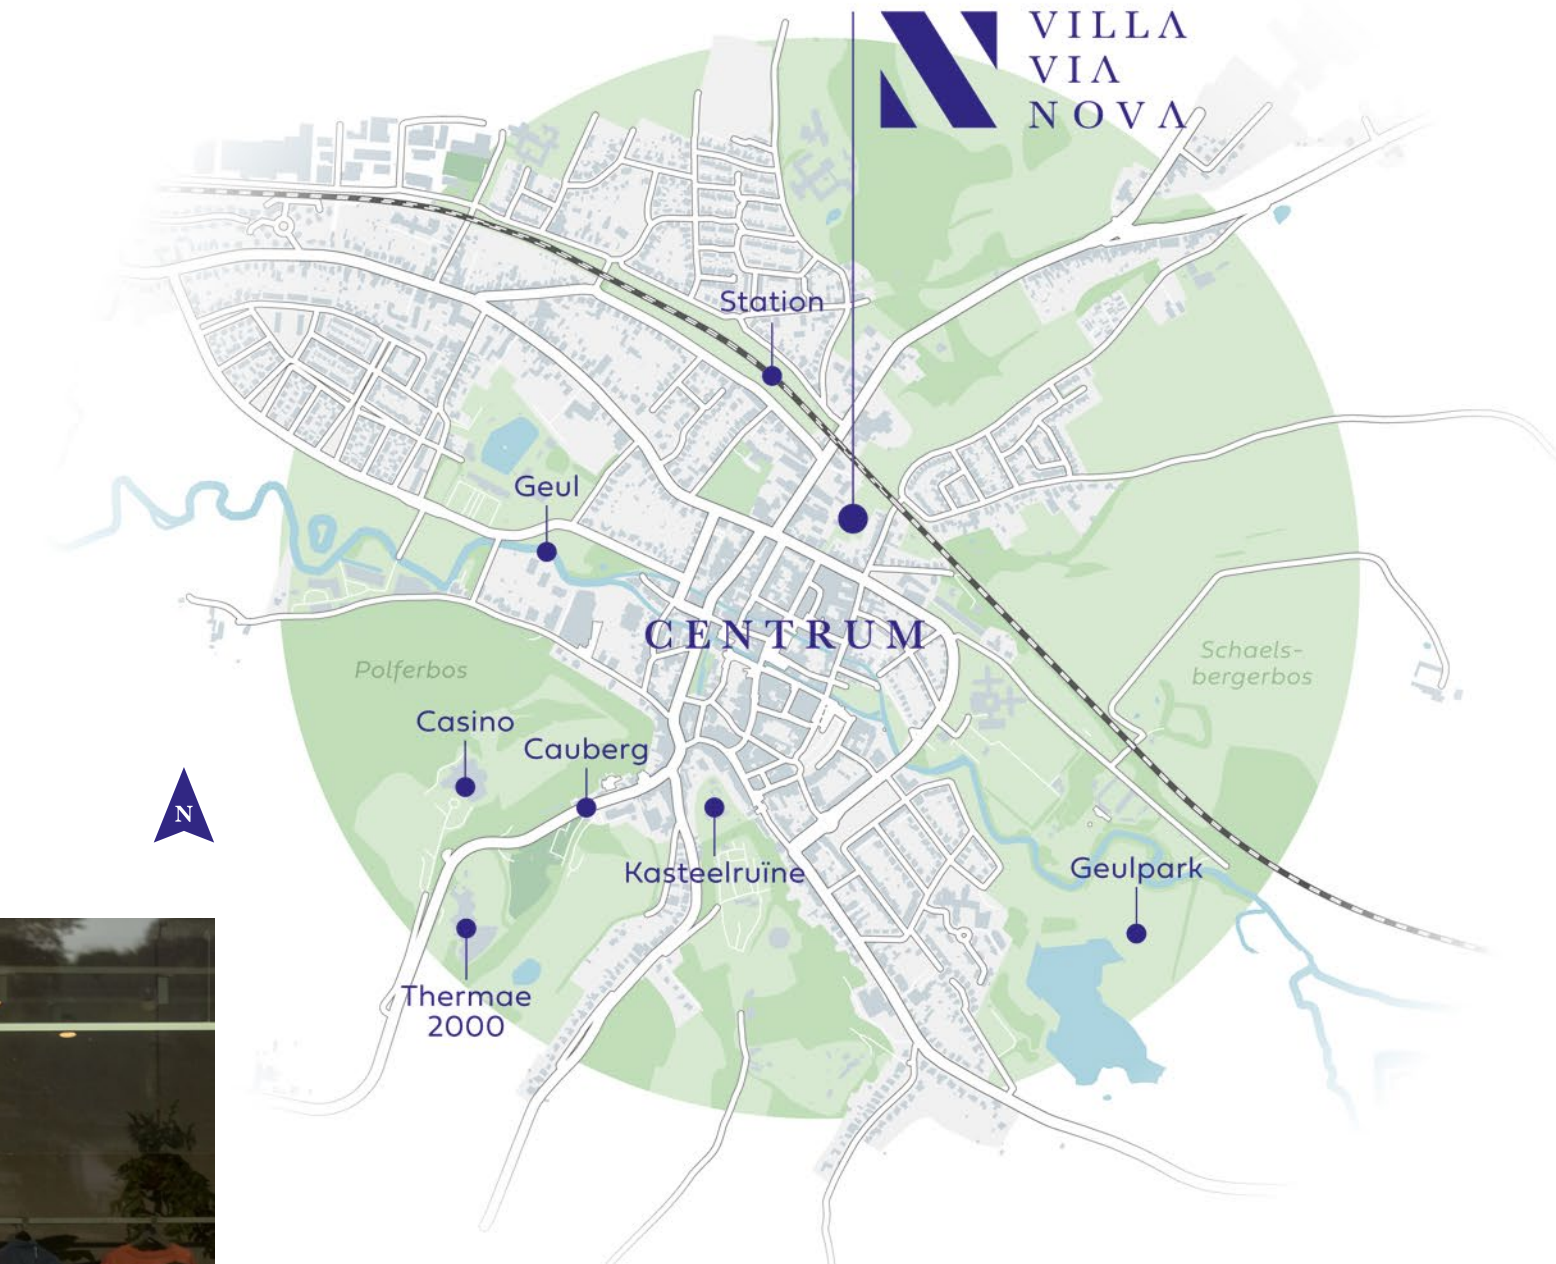 VILLA
VIA
NOVA
Station
Geul
CENTRUM
Polferbos
Schaels-
bergerbos
Casino
Cauberg
N
Kasteelruïne
Geulpark
Thermae
2000